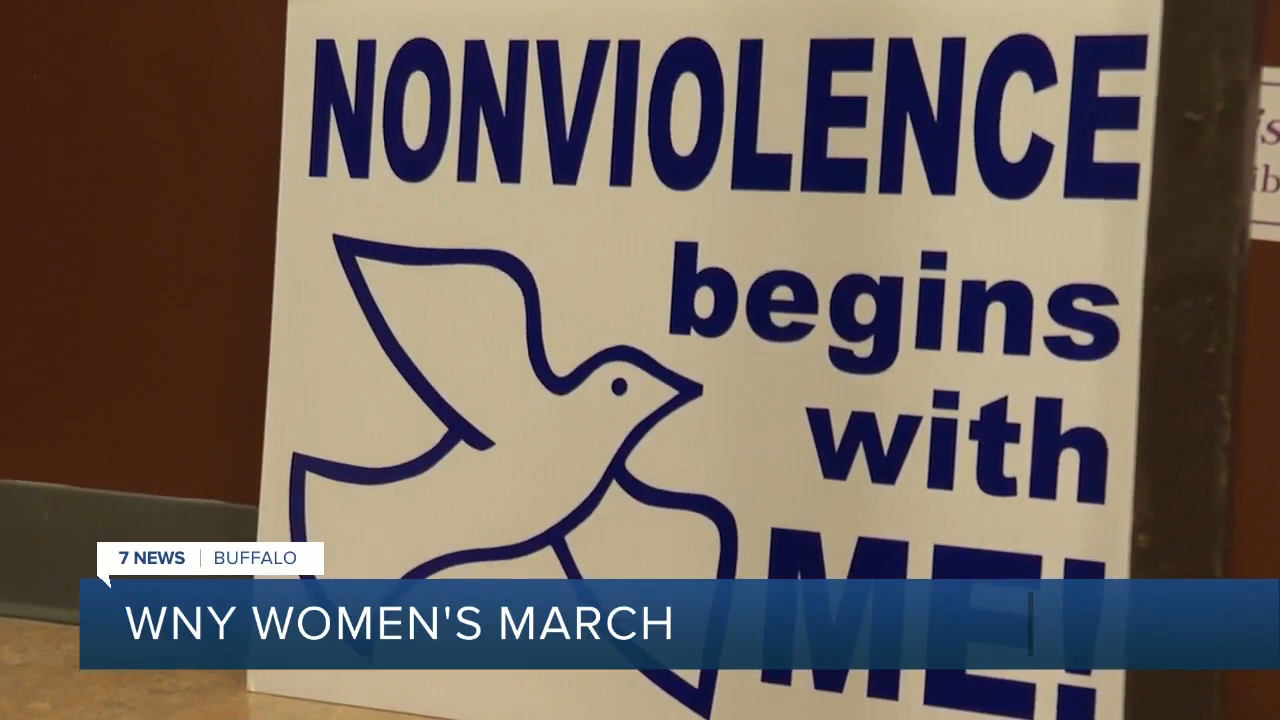 NONVIOLENCE
begins
with
ME!
7 NEWS | BUFFALO
WNY WOMEN'S MARCH